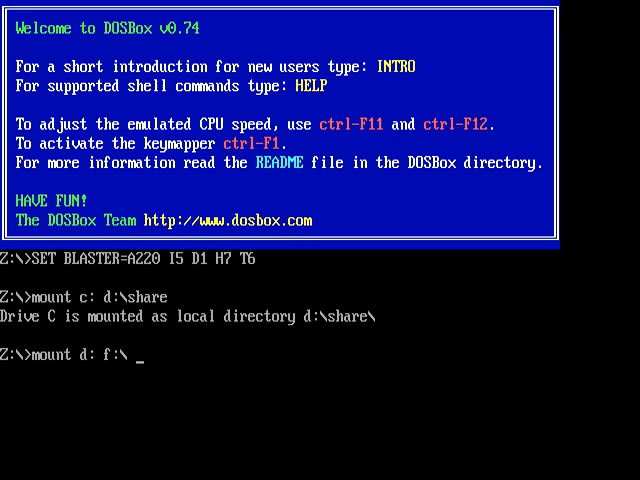 Welcome to DOSBox v0.74
For a short introduction for new users type: INTRO
For supported shell commands type: HELP
To adjust the emulated CPU speed, use ctrl-F11 and ctrl-F12.
To activate the keymapper ctrl-F1.
For more information read the README file in the DOSBox directory.
HAVE FUN!
The DOSBox Team http://www.dosbox.com
Z:\>SET BLASTER=A220 I5 D1 H7 T6
Z:\>mount c: d:\share
Drive C is mounted as local directory d:\share\
Z:\>mount d: f:\ _